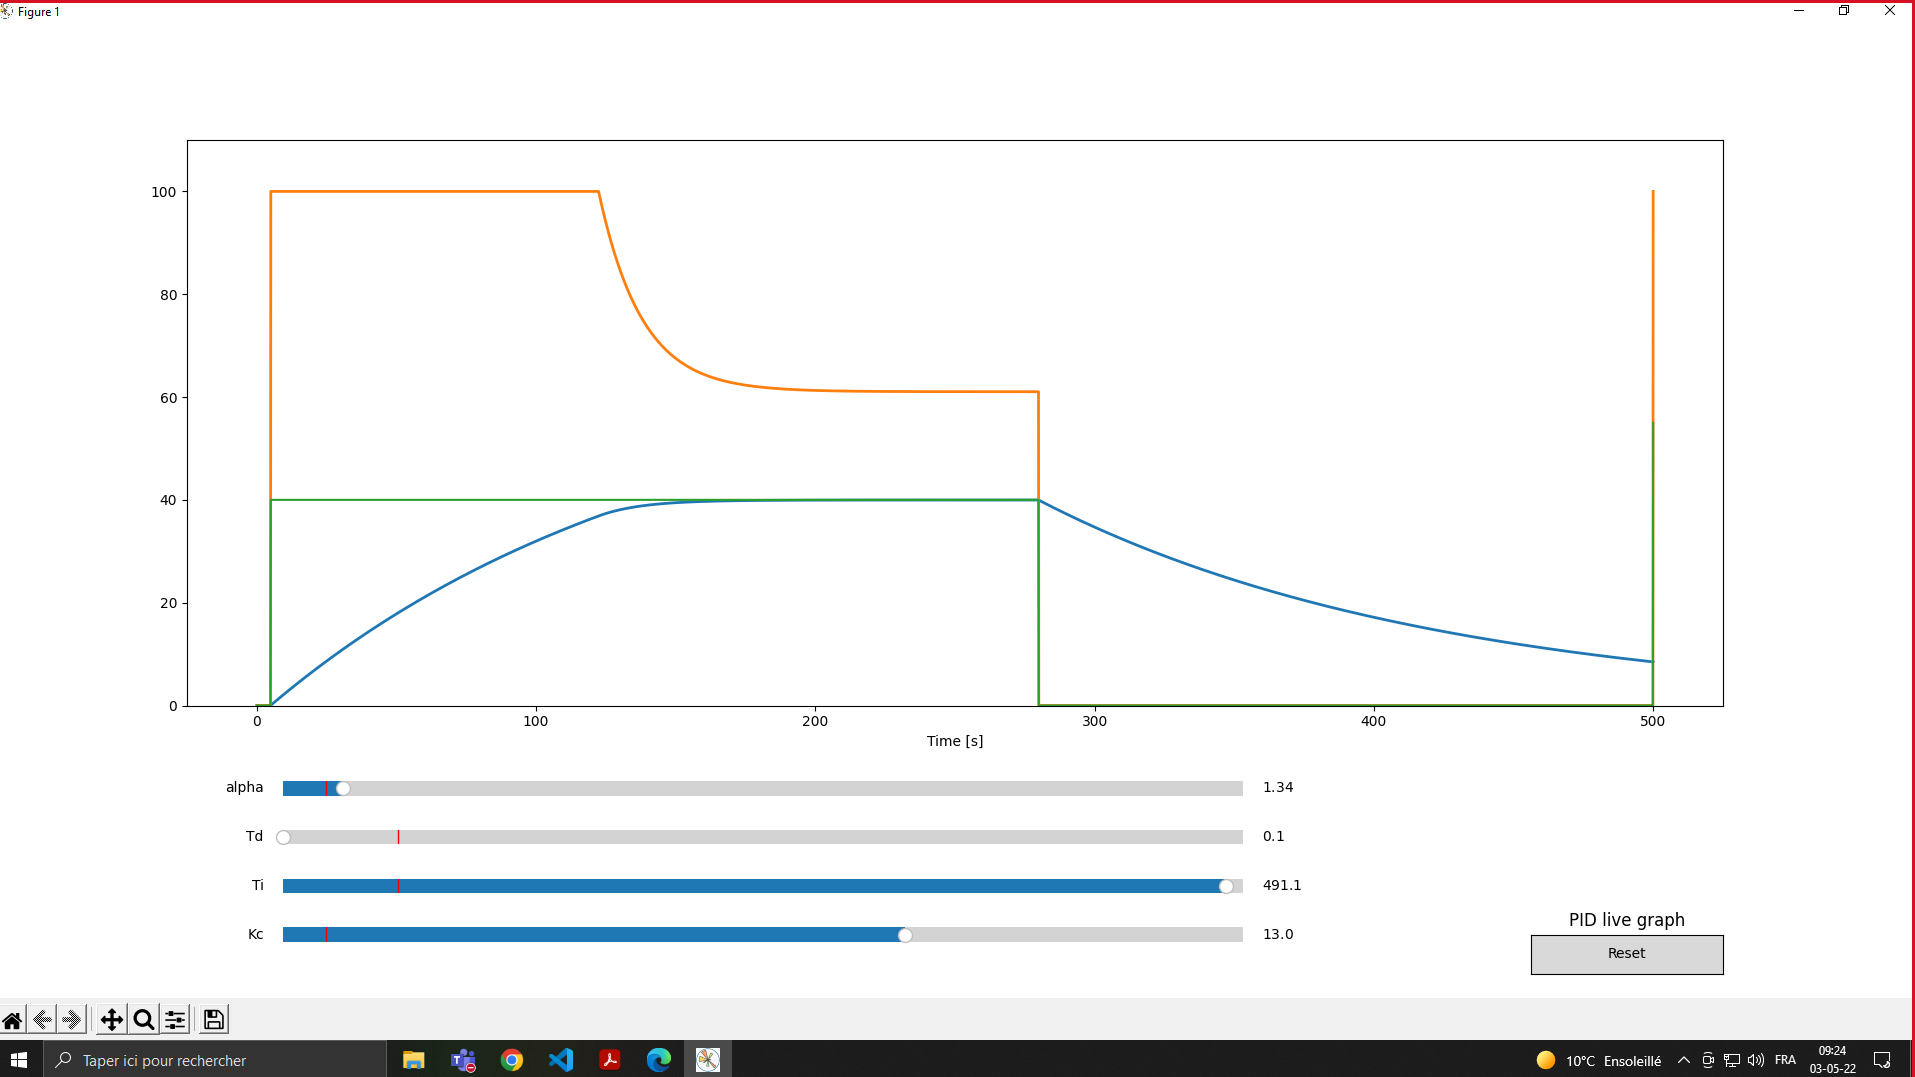 Figure 1
100
80
60
40
20
0
0 100 200 300 400 500
Time [s]
alpha 1.34
Td 0.1
Ti 491.1
Kc 13.0
PID live graph
Reset
Taper ici pour rechercher
10°C Ensoleillé
FRA
09:24
03-05-22